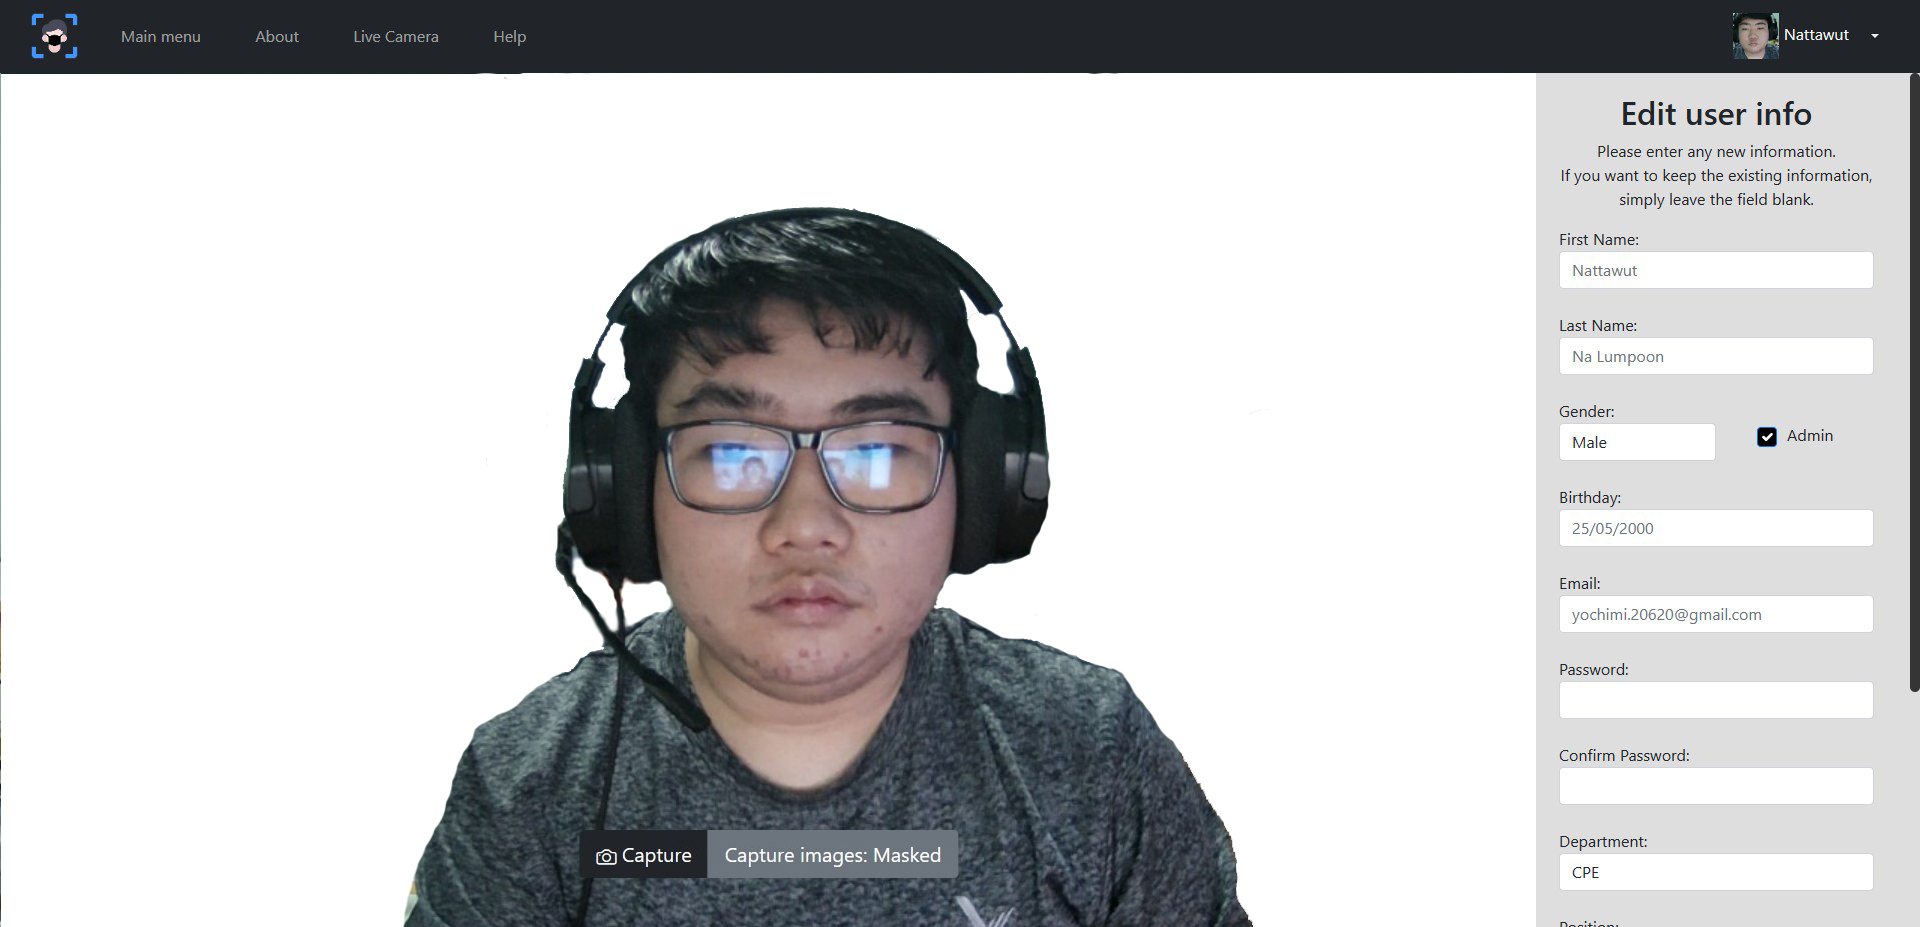 Main menu
About
Live Camera
Help
Nattawut
Edit user info
Please enter any new information.
If you want to keep the existing information,
simply leave the field blank.
First Name:
Nattawut
Last Name:
Na Lumpoon
Gender:
Male
Admin
Birthday:
25/05/2000
Email:
yochimi.20620@gmail.com
Password:
Confirm Password:
Department:
CPE
Position:
Capture
Capture images: Masked